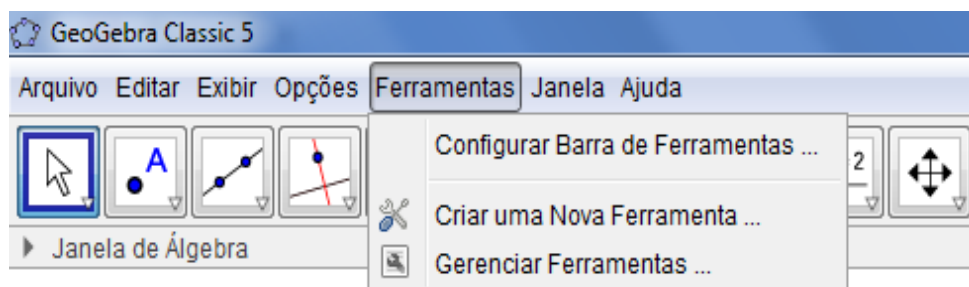 GeoGebra Classic 5
Arquivo Editar Exibir Opções Ferramentas Janela Ajuda
Configurar Barra de Ferramentas ...
A
2
Criar uma Nova Ferramenta ...
Janela de Álgebra
Gerenciar Ferramentas ...